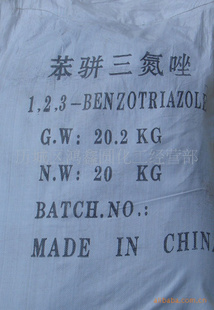 苯骈三氮唑
1,2,3-BENZOTRIAZOLE
G.W: 20.2 KG
N.W: 20 KG
BATCH.NO.:
MADE IN CHINA